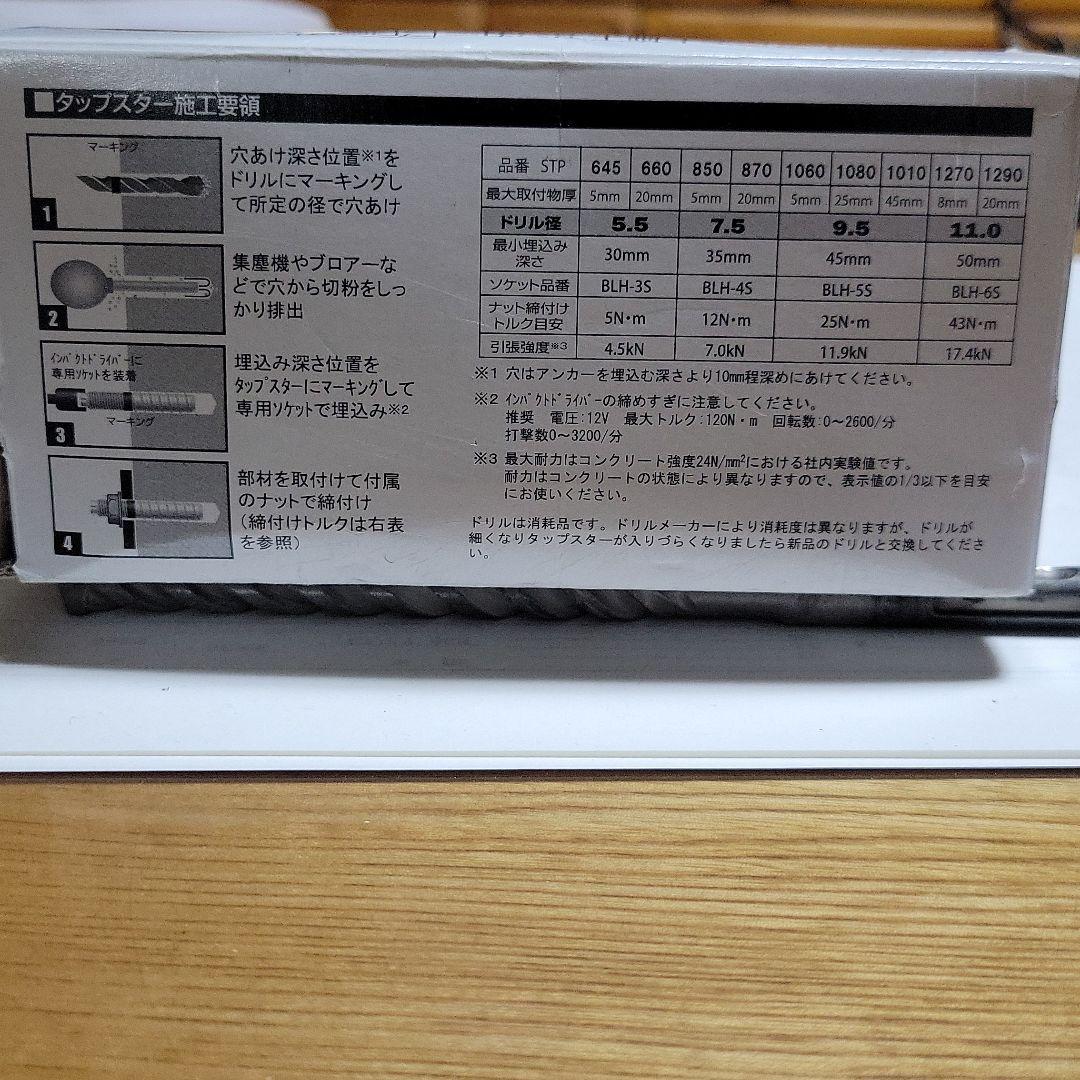 ■タップスター施工要領
マーキング
1
穴あけ深さ位置※1を
ドリルにマーキングし
て所定の径で穴あけ
2
集塵機やブロアーな
どで穴から切粉をしっ
かり排出
インパクトドライバーに
専用ソケットを装着
マーキング
3
埋込み深さ位置を
タップスターにマーキングして
専用ソケットで埋込み※2
4
部材を取付けて付属
のナットで締付け
(締付けトルクは右表
を参照)
品番 STP 645 660 850 870 1060 1080 1010 1270 1290
最大取付物厚 5mm 20mm 5mm 20mm 5mm 25mm 45mm 8mm 20mm
ドリル径 5.5 7.5 9.5 11.0
最小埋込み
深さ 30mm 35mm 45mm 50mm
ソケット品番 BLH-3S BLH-4S BLH-5S BLH-6S
ナット締付け
トルク目安 5N・m 12N・m 25N・m 43N・m
引張強度※3 4.5kN 7.0kN 11.9kN 17.4kN
※1 穴はアンカーを埋込む深さより10mm程深めにあけてください。
※2 インパクトドライバーの締めすぎに注意してください。
推奨 電圧:12V 最大トルク:120N・m 回転数:0～2600/分
打撃数0～3200/分
※3 最大耐力はコンクリート強度24N/mm²における社内実験値です。
耐力はコンクリートの状態により異なりますので、表示値の1/3以下を目安
にお使いください。
ドリルは消耗品です。ドリルメーカーにより消耗度は異なりますが、ドリルが
細くなりタップスターが入りづらくなりましたら新品のドリルと交換してくださ
い。